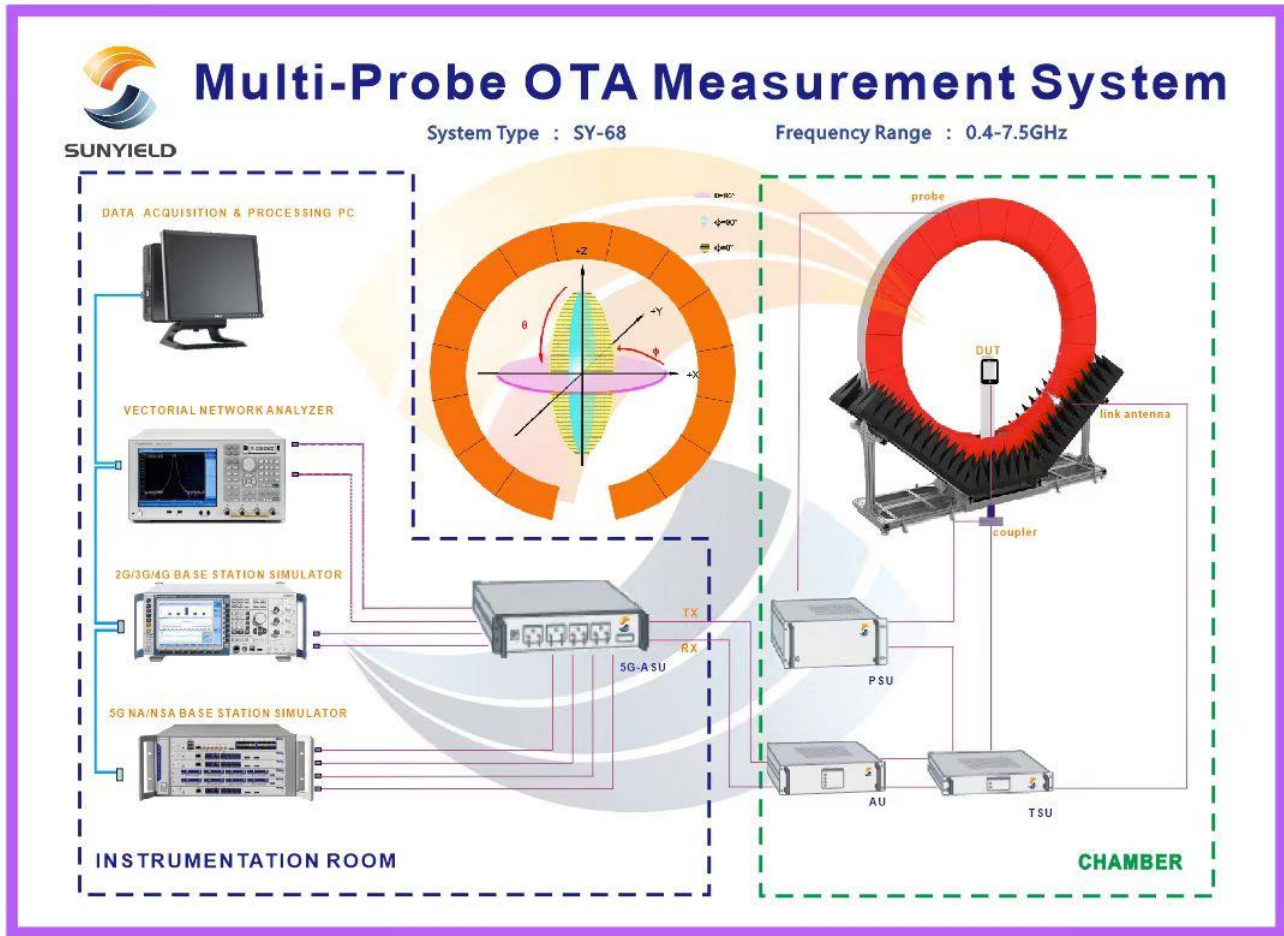 Multi-Probe OTA Measurement System
SUNYIELD
System Type : SY-68
Frequency Range : 0.4-7.5GHz
DATA ACQUISITION & PROCESSING PC
VECTORIAL NETWORK ANALYZER
2G/3G/4G BASE STATION SIMULATOR
5G NA/NSA BASE STATION SIMULATOR
INSTRUMENTATION ROOM
ϕ=90°
ϕ=0°
+Z
+Y
+X
θ
ϕ
TX
RX
5G-ASU
probe
DUT
link antenna
coupler
PSU
AU
TSU
CHAMBER